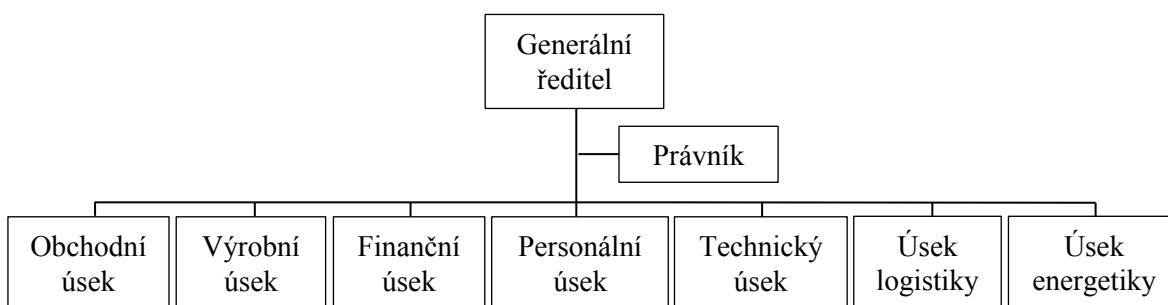 Generální
ředitel
Právník
Obchodní
úsek
Výrobní
úsek
Finanční
úsek
Personální
úsek
Technický
úsek
Úsek
logistiky
Úsek
energetiky